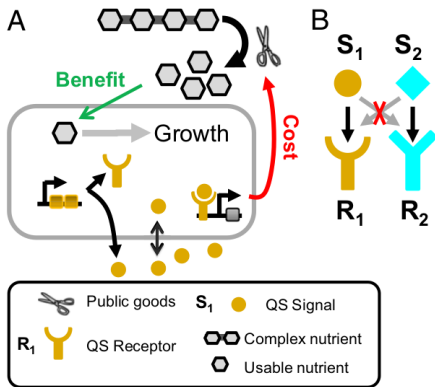 A
B
Benefit
Growth
Cost
S1
S2
R1
R2
Public goods
S1
QS Signal
R1
QS Receptor
Complex nutrient
Usable nutrient